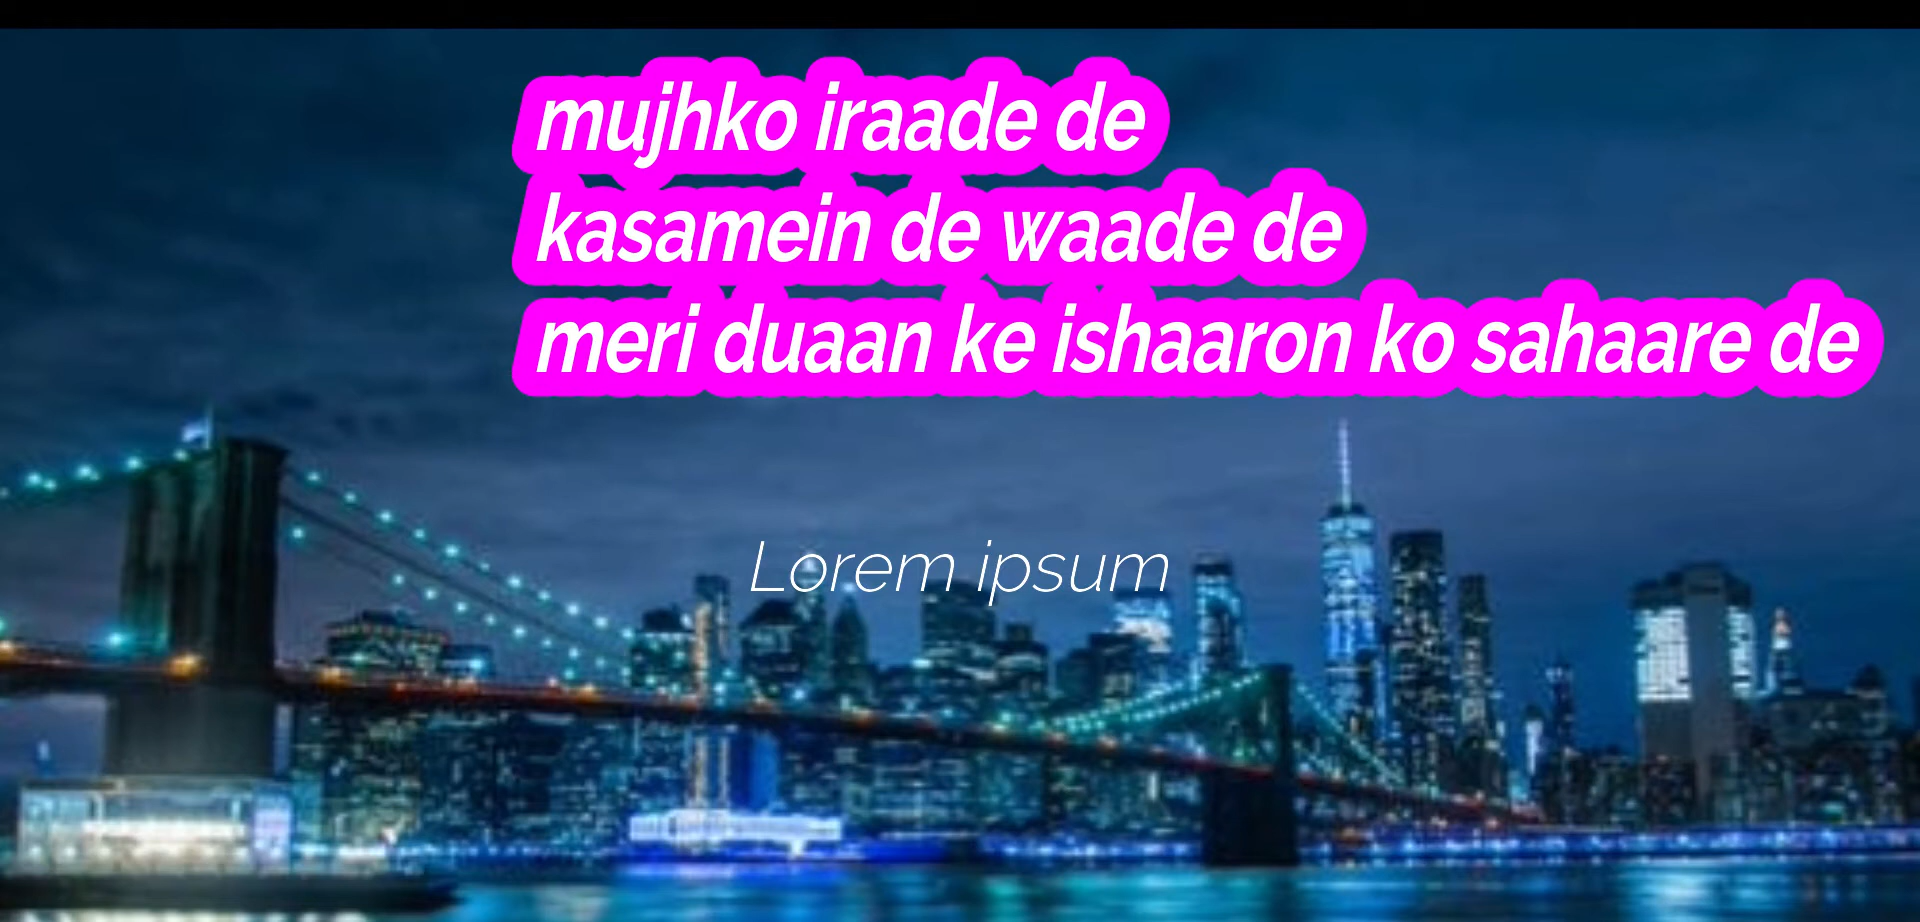 mujhko iraade de
kasamein de waade de
meri duaan ke ishaaron ko sahaare de
Lorem ipsum